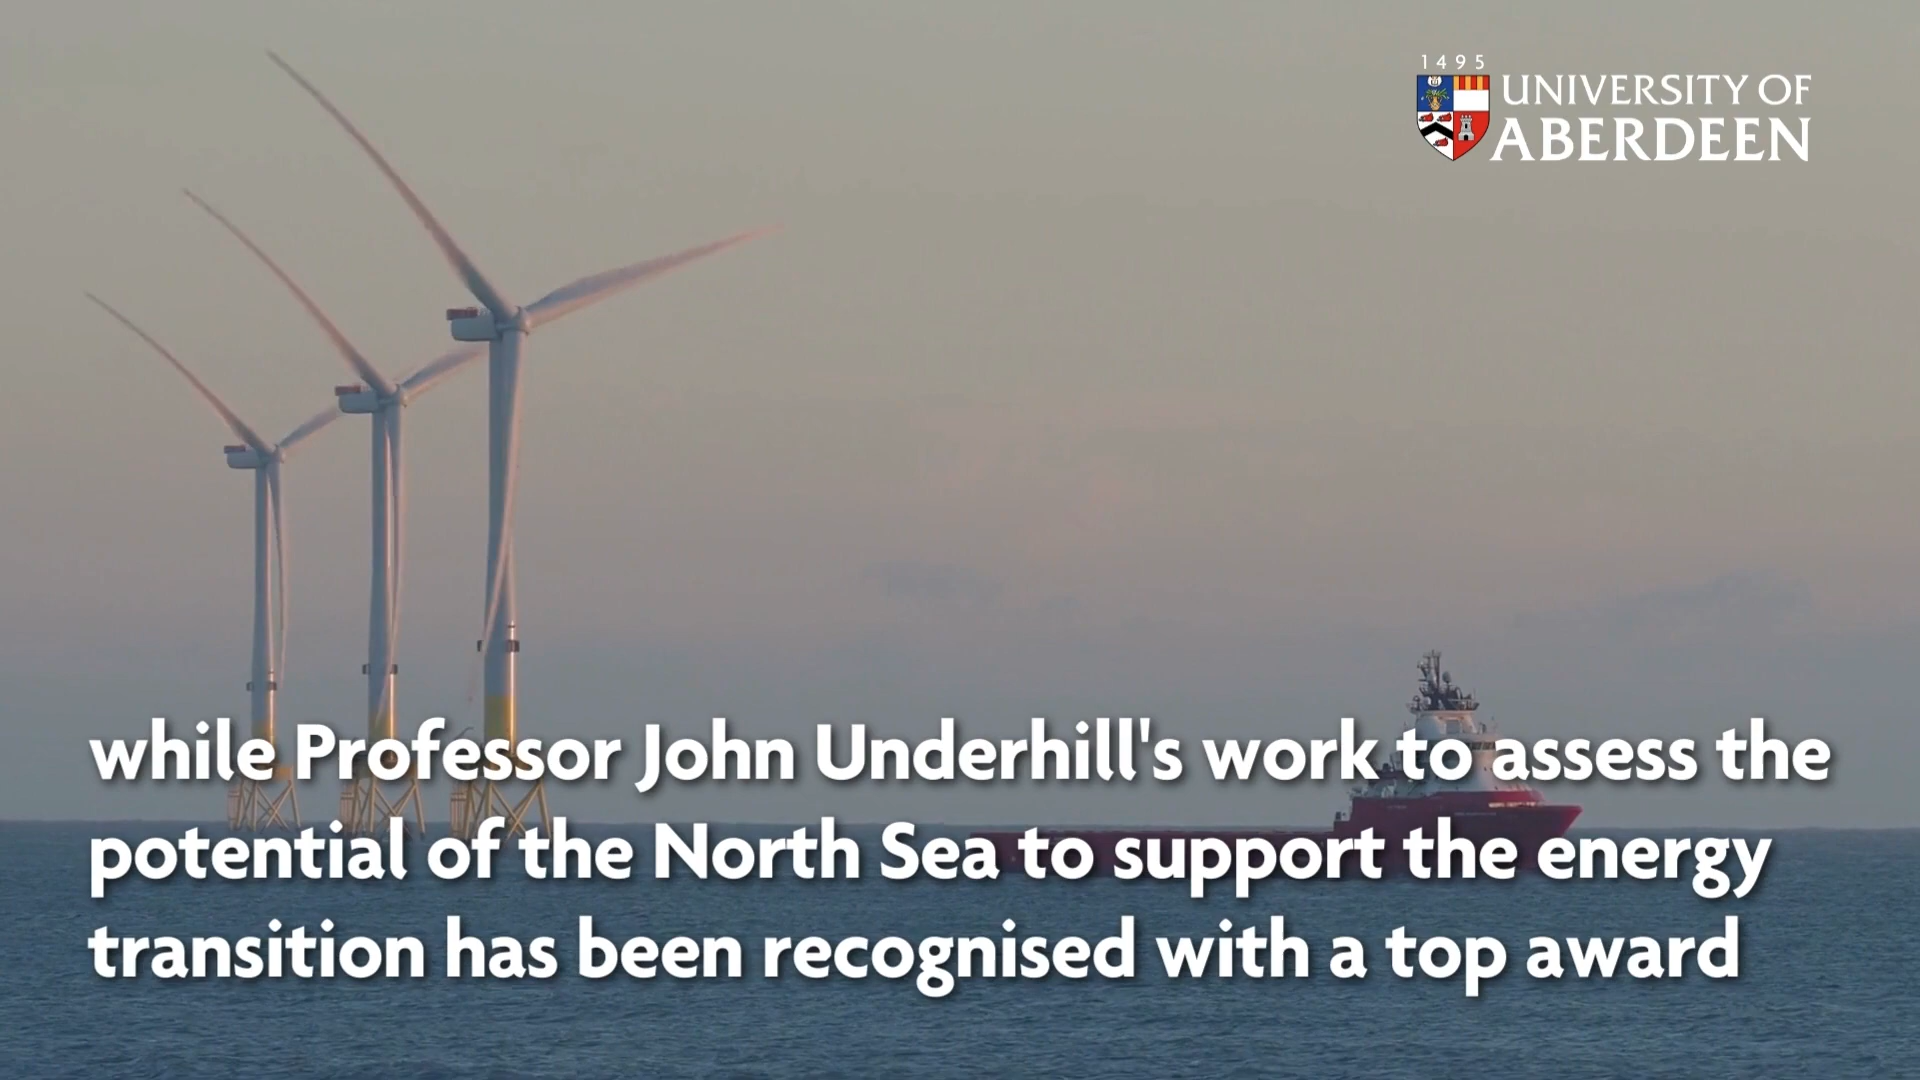 1495
UNIVERSITY OF
ABERDEEN
while Professor John Underhill's work to assess the
potential of the North Sea to support the energy
transition has been recognised with a top award